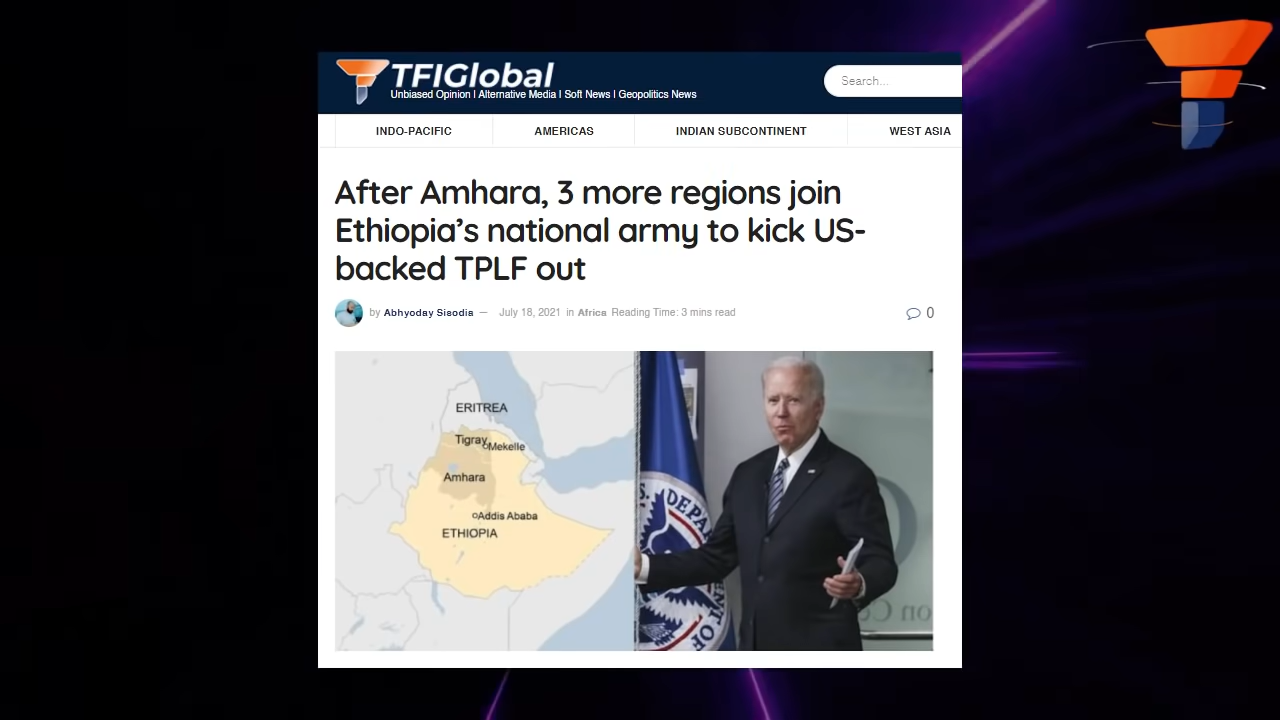 TFIGlobal
Unbiased Opinion I Alternative Media I Soft News I Geopolitics News
Search...
INDO-PACIFIC
AMERICAS
INDIAN SUBCONTINENT
WEST ASIA
After Amhara, 3 more regions join
Ethiopia’s national army to kick US-
backed TPLF out
by Abhyoday Sisodia — July 18, 2021 in Africa Reading Time: 3 mins read
0
ERITREA
Tigray
Mekelle
Amhara
Addis Ababa
ETHIOPIA